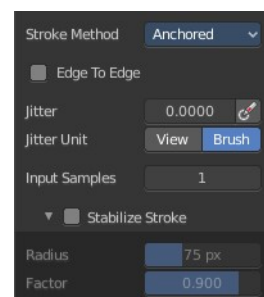 Stroke Method Anchored
Edge To Edge
Jitter 0.0000
Jitter Unit View Brush
Input Samples 1
Stabilize Stroke
Radius 75 px
Factor 0.900